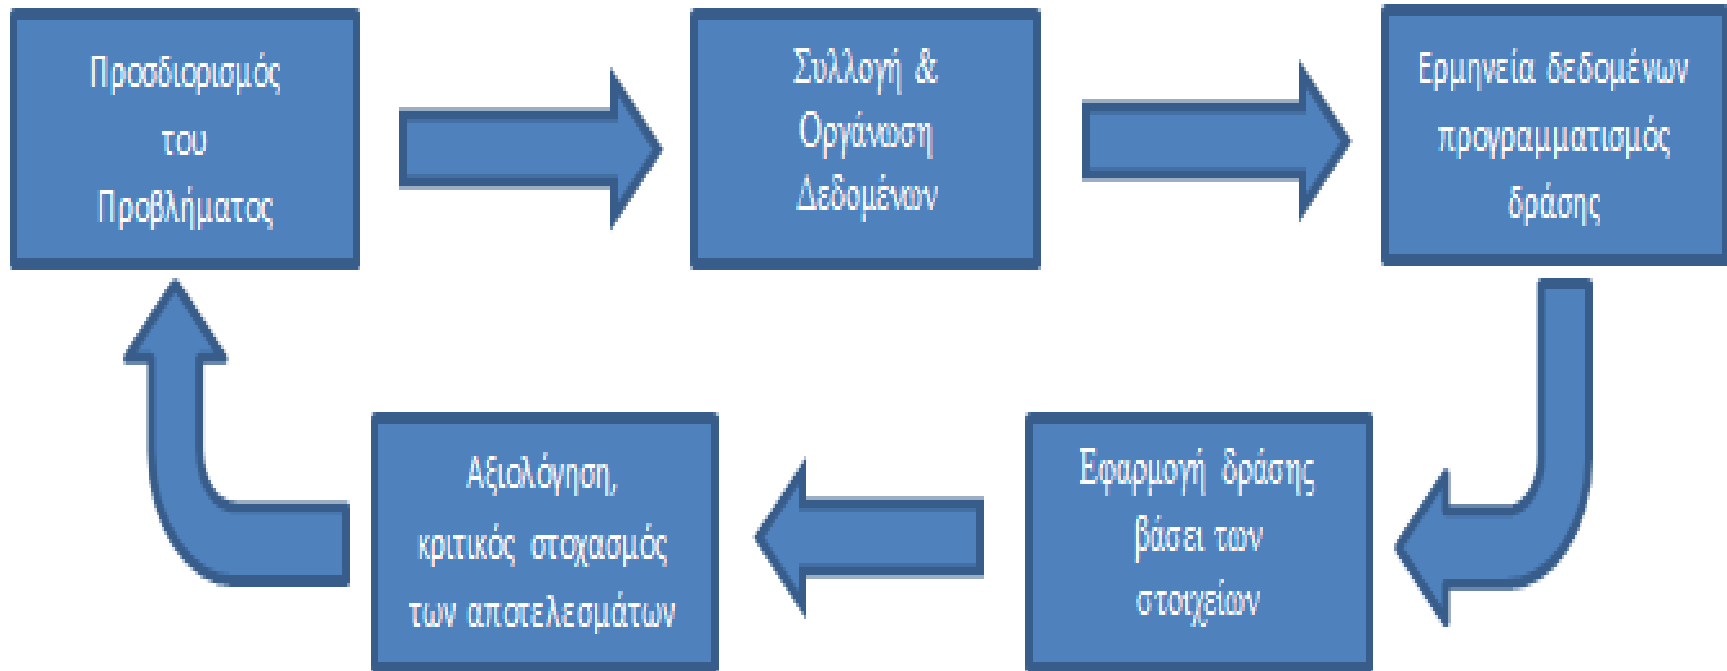 Προσδιορισμός
του
Προβλήματος
Συλλογή &
Οργάνωση
Δεδομένων
Ερμηνεία δεδομένων
προγραμματισμός
δράσης
Εφαρμογή δράσης
βάσει των
στοιχείων
Αξιολόγηση,
κριτικός στοχασμός
των αποτελεσμάτων